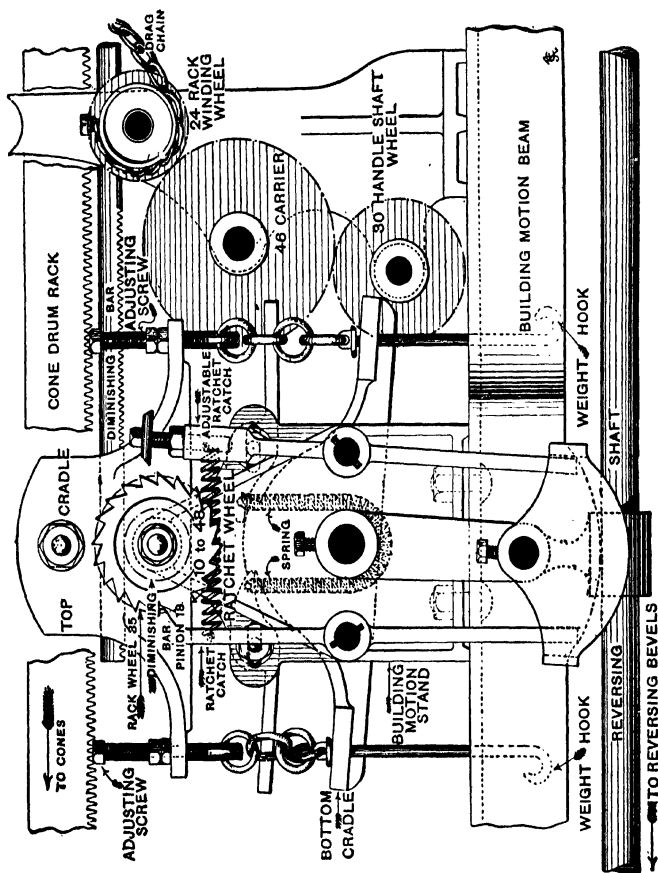 TO CONES
CONE DRUM RACK
DRAG
CHAIN
24 RACK
WINDING
WHEEL
TOP
CRADLE
DIMINISHING
BAR
ADJUSTING
SCREW
ADJUSTING
SCREW
RACK WHEEL
DIMINISHING
BAR
PINION 18
RATCHET
CATCH
to 48
RATCHET WHEEL
ADJUSTABLE
RATCHET
CATCH
46 CARRIER
30 HANDLE SHAFT
WHEEL
SPRING
BOTTOM
CRADLE
BUILDING
MOTION
STAND
BUILDING MOTION BEAM
WEIGHT HOOK
WEIGHT HOOK
REVERSING SHAFT
TO REVERSING BEVELS